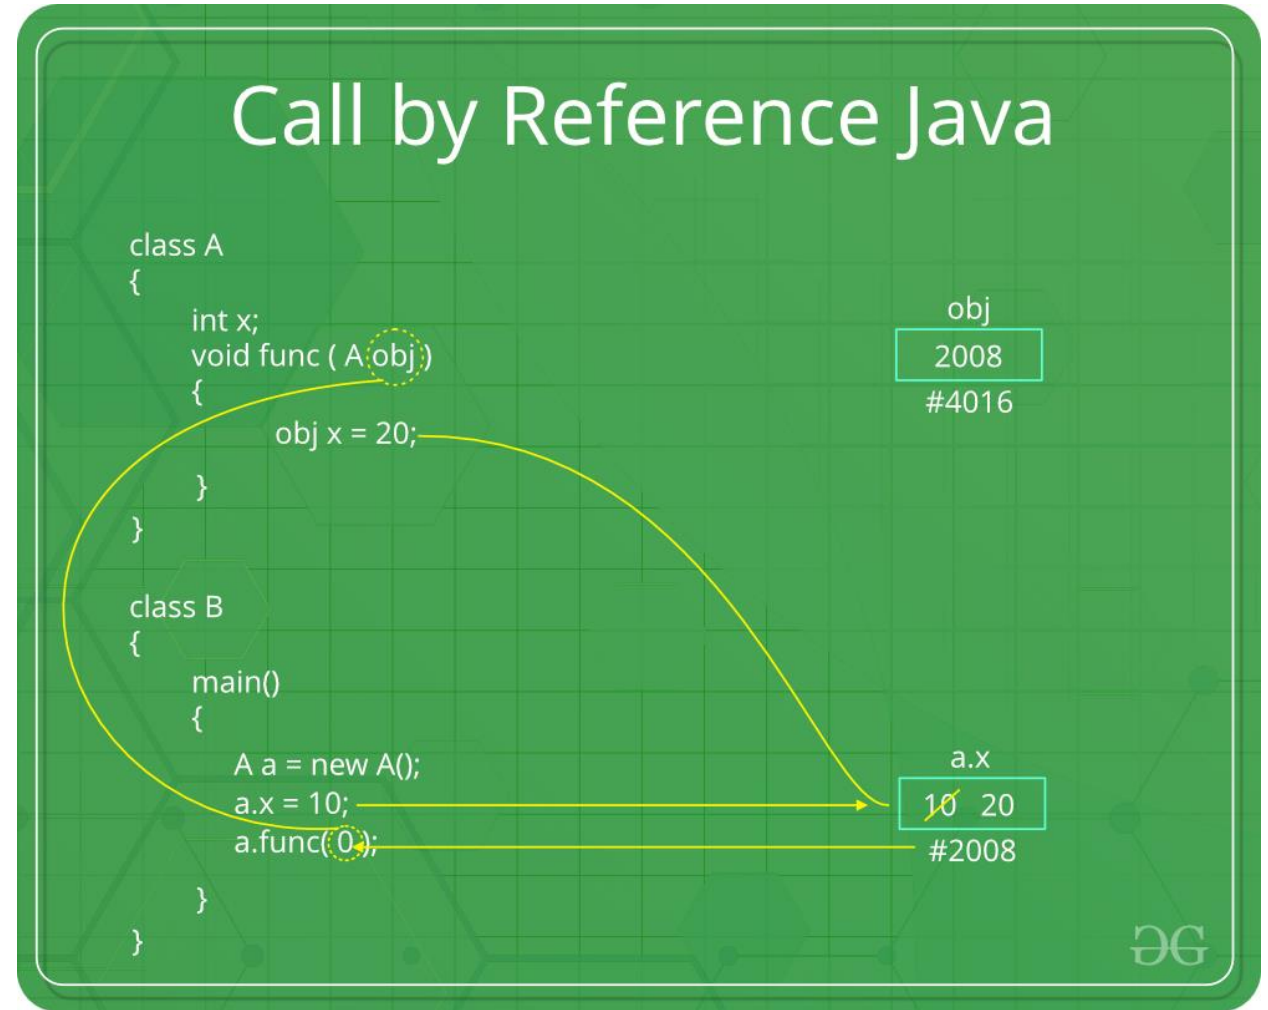 Call by Reference Java
class A
{
int x;
void func ( A obj )
{
obj x = 20;
}
}
class B
{
main()
{
A a = new A();
a.x = 10;
a.func( 0 );
}
}
obj
2008
#4016
a.x
10 20
#2008
GG